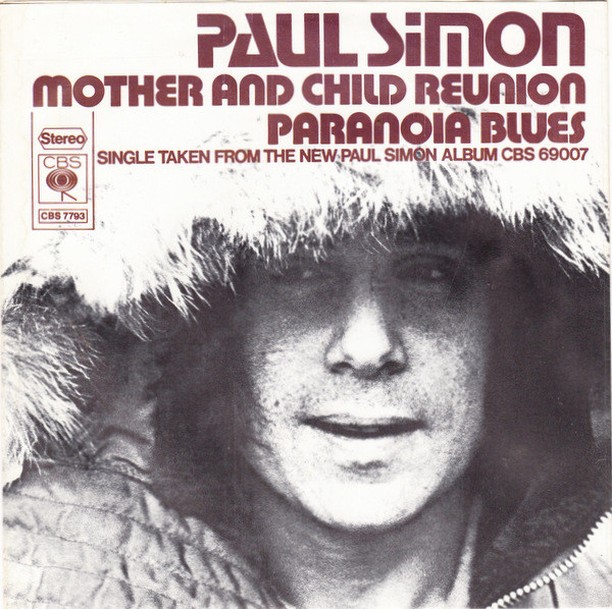 PAUL SIMON
MOTHER AND CHILD REUNION
PARANOIA BLUES
SINGLE TAKEN FROM THE NEW PAUL SIMON ALBUM CBS 69007
Stereo
CBS
CBS 7793